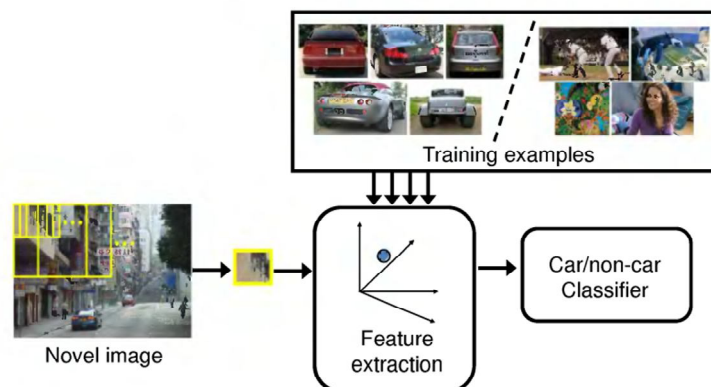 Training examples
Novel image
Feature
extraction
Car/non-car
Classifier